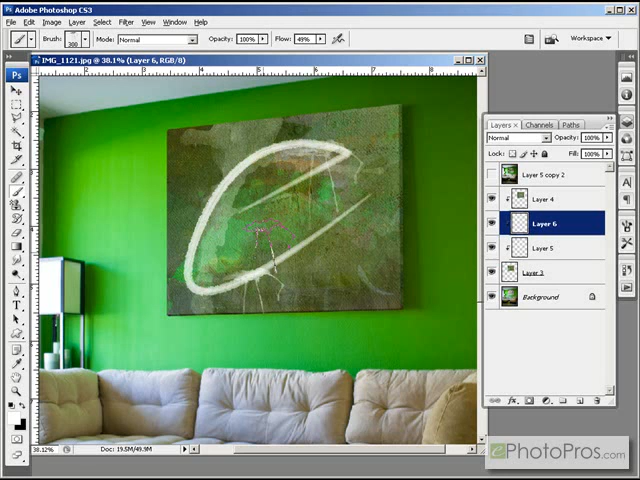 Adobe Photoshop CS3
File Edit Image Layer Select Filter View Window Help
Brush: 300 Mode: Normal Opacity: 100% Flow: 49% Workspace
IMG_1121.jpg @ 38.1% (Layer 6, RGB/8)
Ps
Layers Channels Paths
Normal Opacity: 100%
Lock: Fill: 100%
Layer 5 copy 2
Layer 4
Layer 6
Layer 5
Layer 3
Background
38.12% Doc: 19.5M/49.9M
ePhotoPros.com